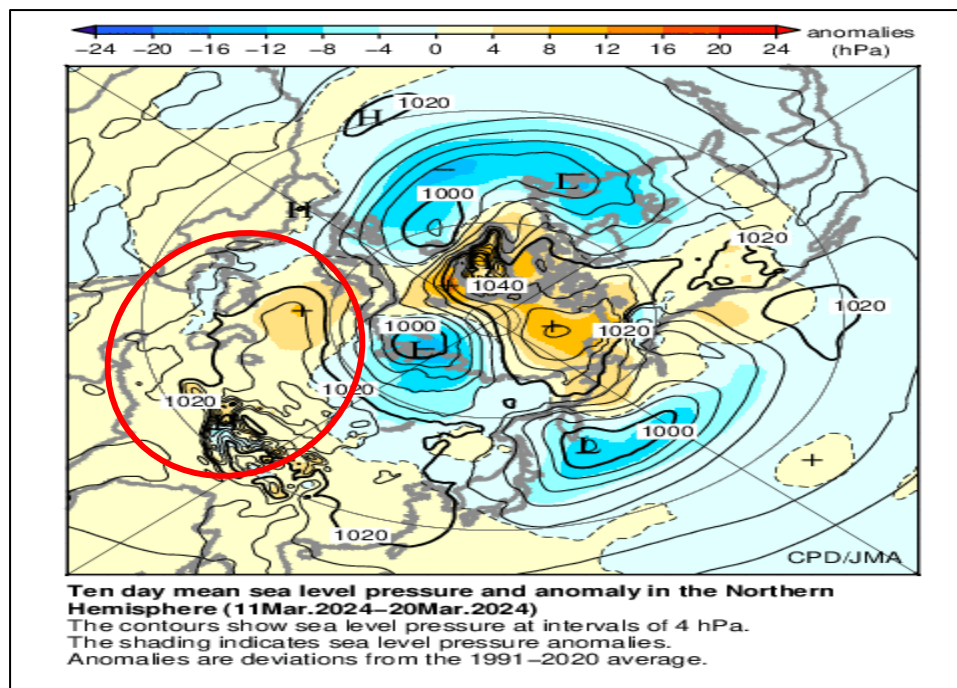 −24 −20 −16 −12 −8 −4 0 4 8 12 16 20 24
anomalies
(hPa)
1020
H
L
1000
H
1020
1040
1020
1000
1020
L
1020
1020
1000
L
1020
CPD/JMA
Ten day mean sea level pressure and anomaly in the Northern
Hemisphere (11Mar.2024−20Mar.2024)
The contours show sea level pressure at intervals of 4 hPa.
The shading indicates sea level pressure anomalies.
Anomalies are deviations from the 1991−2020 average.